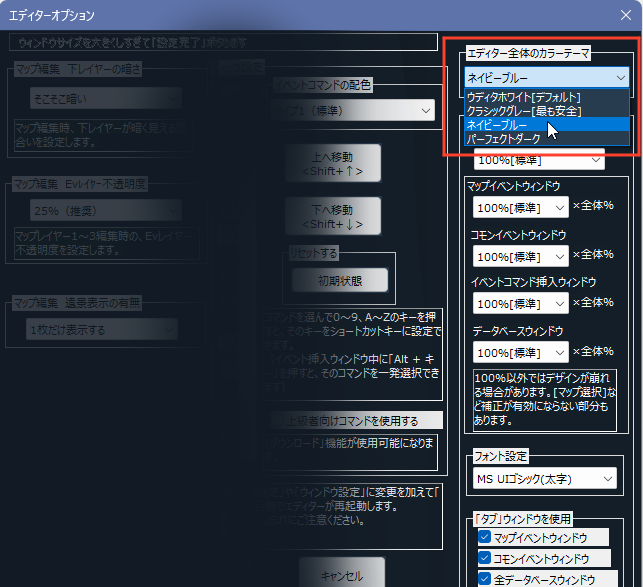 エディターオプション
ウィンドウサイズを大きくしすぎて「設定完了」ボタンす
マップ編集 下レイヤーの暗さ
そこそこ暗い
マップ編集時、下レイヤーが暗く見える
合いを設定します。
マップ編集 Evレイヤー不透明度
25% (推奨)
マップレイヤー1～3編集時の、Evレイヤー
不透明度を設定します。
マップ編集 遠景表示の有無
1枚だけ表示する
イベントコマンドの配色
(標準)
上へ移動
<Shift+↑>
下へ移動
<Shift+↓>
リセットする
初期状態
コマンドを選んで0～9、A～Zのキーを押
と、そのキーをショートカットキーに設定で
ます。
ベント挿入ウィンドウ中に「Alt + キ
を押すと、そのコマンドを一発選択でき
上級者向けコマンドを使用する
ダウンロード」機能が使用可能になりま
「ウィンドウ設定」に変更を加えて「
エディターが再起動します。
ご注意ください。
キャンセル
エディター全体のカラーテーマ
ネイビーブルー
ウディタホワイト[デフォルト]
クラシックグレー[最も安全]
ネイビーブルー
パーフェクトダーク
100%[標準]
マップイベントウィンドウ
100%[標準] ×全体%
コモンイベントウィンドウ
100%[標準] ×全体%
イベントコマンド挿入ウィンドウ
100%[標準] ×全体%
データベースウィンドウ
100%[標準] ×全体%
100%以外ではデザインが崩れ
る場合があります。[マップ選択]な
ど補正が有効にならない部分も
あります。
フォント設定
MS UIゴシック(太字)
「タブ」ウィンドウを使用
マップイベントウィンドウ
コモンイベントウィンドウ
全データベースウィンドウ